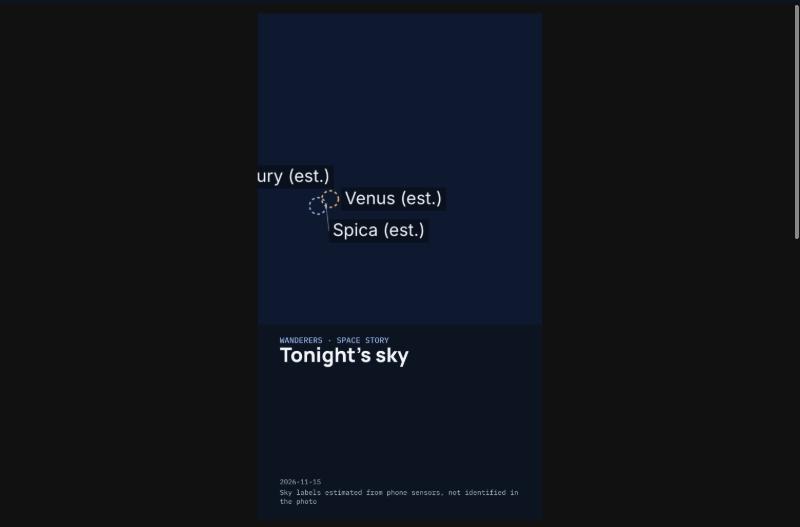 ury (est.)
Venus (est.)
Spica (est.)
WANDERERS · SPACE STORY
Tonight's sky
2026-11-15
Sky labels estimated from phone sensors, not identified in
the photo